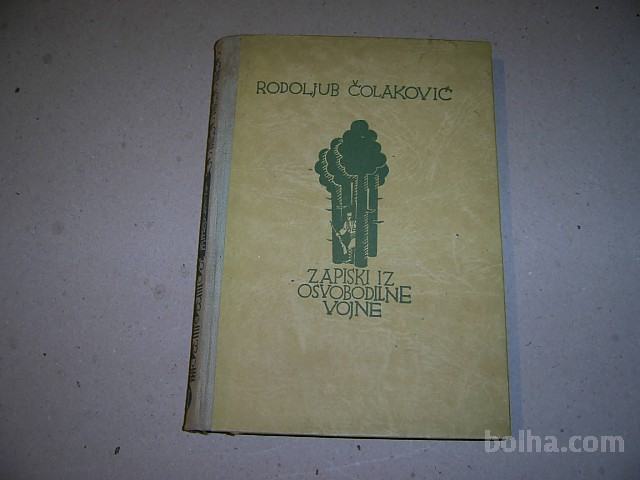 RODOLJUB ČOLAKOVIĆ
ZAPISKI IZ
OSVOBODILNE
VOJNE
bolha.com